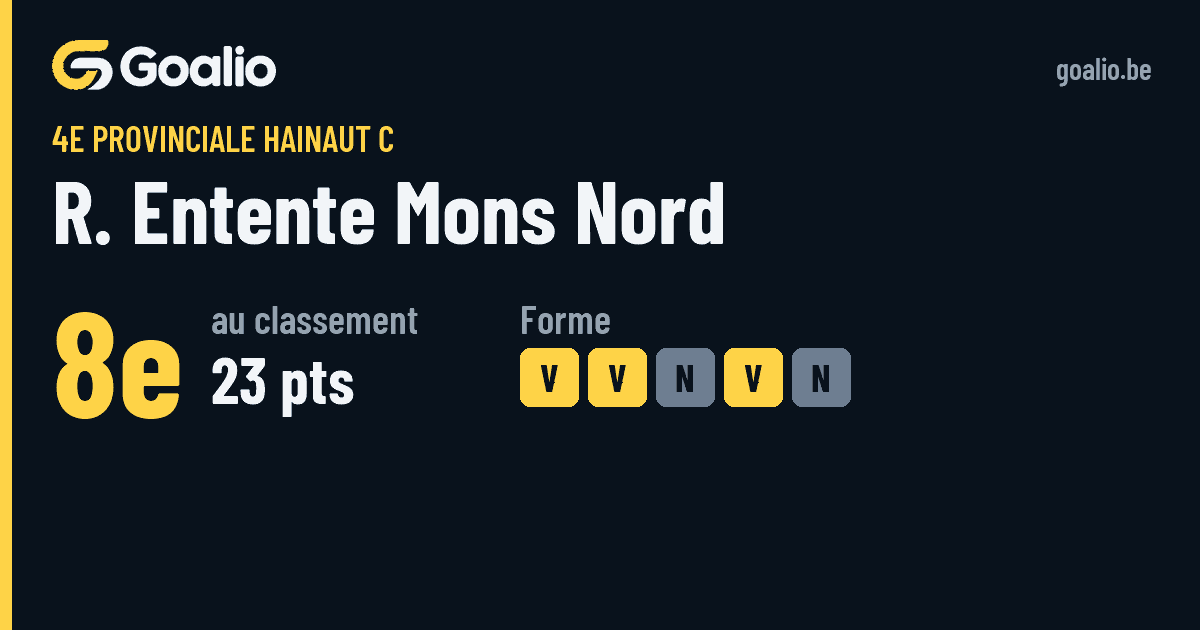 Goalio
goalio.be
4E PROVINCIALE HAINAUT C
R. Entente Mons Nord
8e
au classement
23 pts
Forme
V V N V N